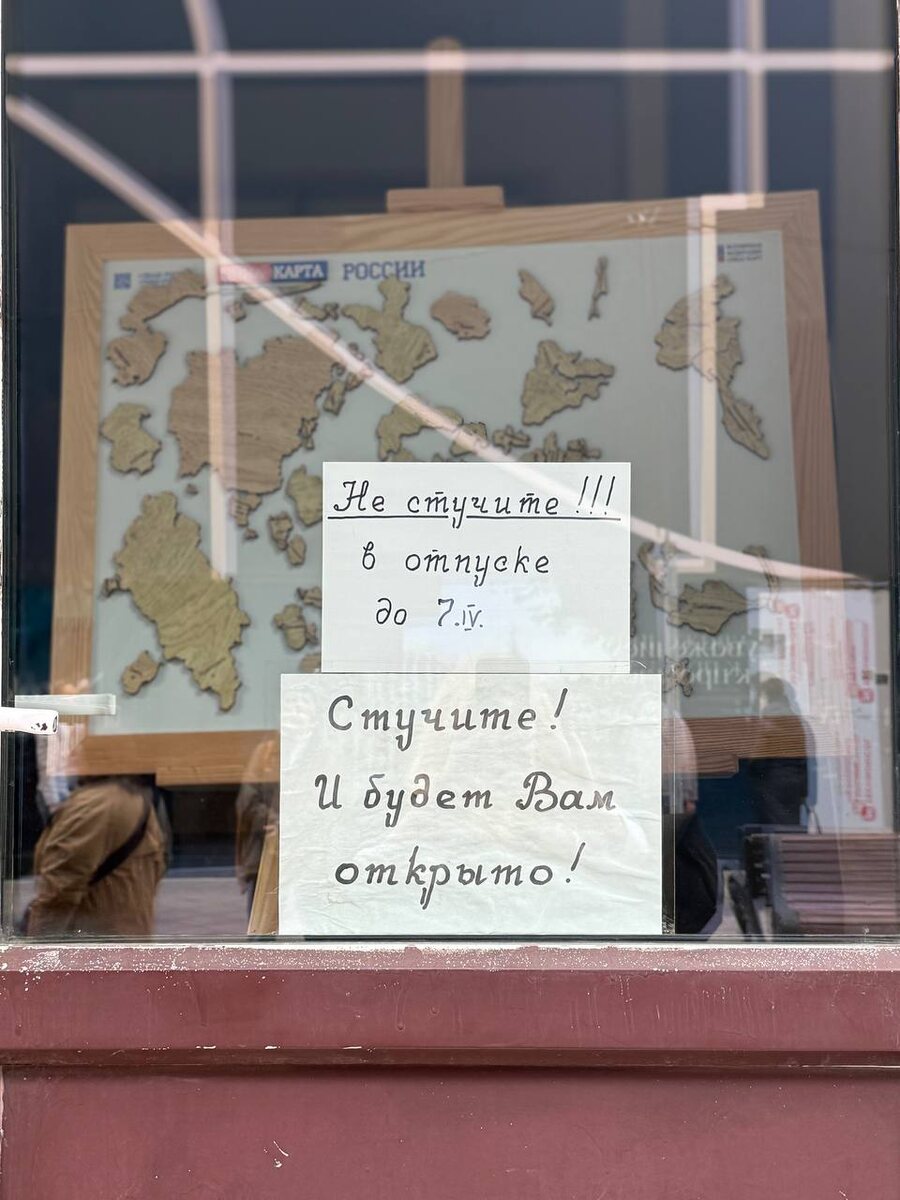 КАРТА РОССИИ
Не стучите!!!
в отпуске
до 7.IV.
Стучите!
И будет Вам
открыто!